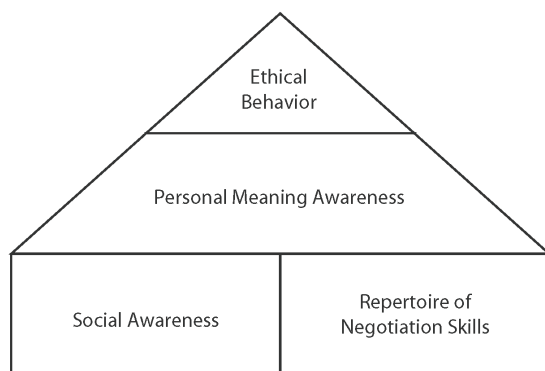 Ethical
Behavior
Personal Meaning Awareness
Social Awareness
Repertoire of
Negotiation Skills